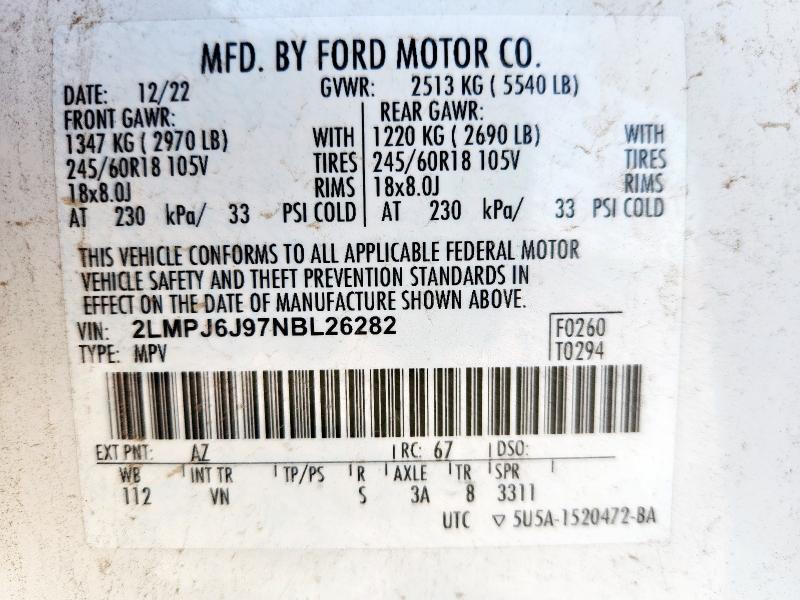 MFD. BY FORD MOTOR CO.
DATE: 12/22 GVWR: 2513 KG ( 5540 LB)
FRONT GAWR: REAR GAWR:
1347 KG ( 2970 LB) WITH 1220 KG ( 2690 LB) WITH
245/60R18 105V TIRES 245/60R18 105V TIRES
18x8.0J RIMS 18x8.0J RIMS
AT 230 kPa/ 33 PSI COLD AT 230 kPa/ 33 PSI COLD
THIS VEHICLE CONFORMS TO ALL APPLICABLE FEDERAL MOTOR
VEHICLE SAFETY AND THEFT PREVENTION STANDARDS IN
EFFECT ON THE DATE OF MANUFACTURE SHOWN ABOVE.
VIN: 2LMPJ6J97NBL26282 F0260
TYPE: MPV T0294
EXT PNT: AZ RC: 67 DSO:
WB INT TR TP/PS R AXLE TR SPR
112 VN S 3A 8 3311
UTC ▽ 5U5A-1520472-BA